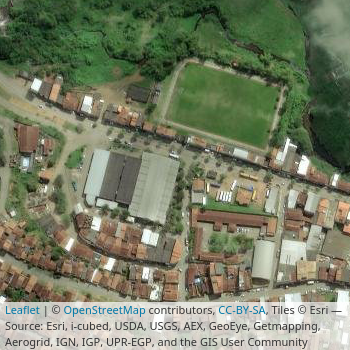 Leaflet | © OpenStreetMap contributors, CC-BY-SA, Tiles © Esri —
Source: Esri, i-cubed, USDA, USGS, AEX, GeoEye, Getmapping,
Aerogrid, IGN, IGP, UPR-EGP, and the GIS User Community